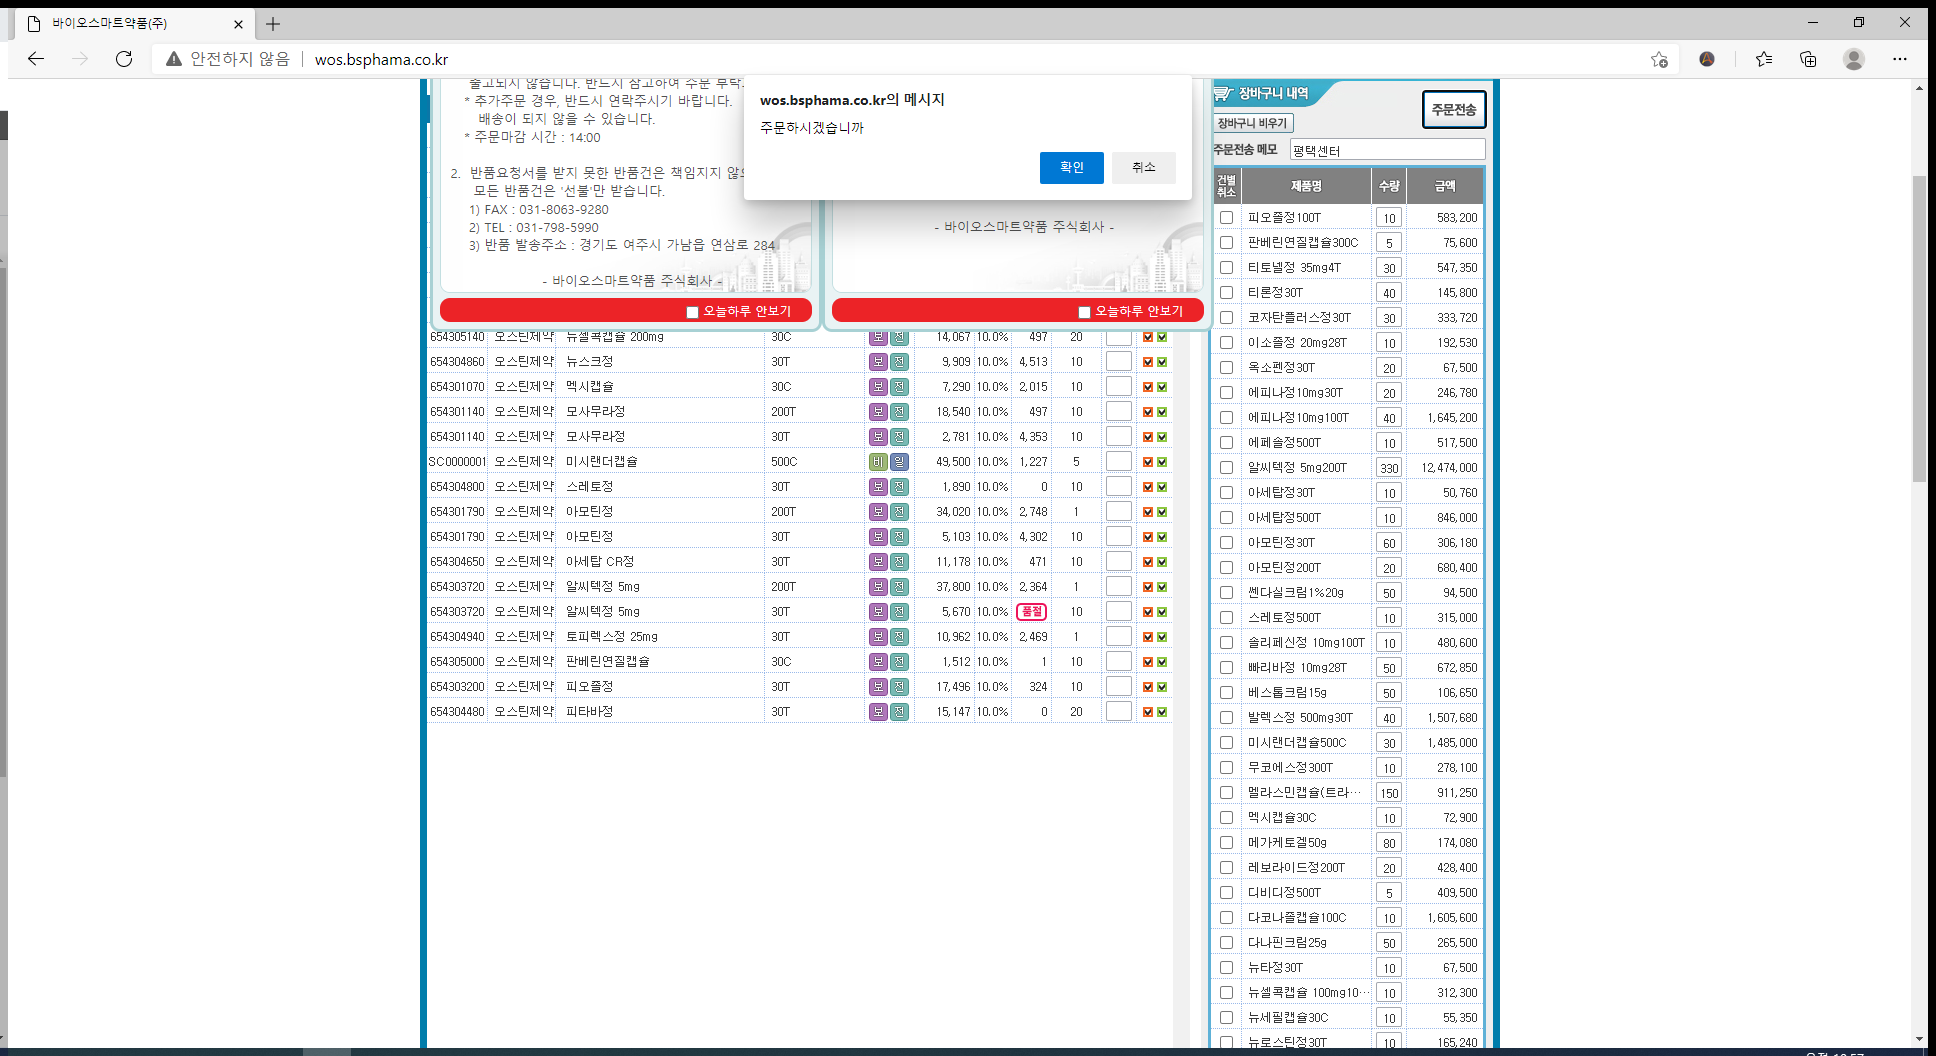 바이오스마트약품(주)
안전하지 않음 wos.bsphama.co.kr
wos.bsphama.co.kr의 메시지
주문하시겠습니까
확인 취소
* 추가주문 경우, 반드시 연락주시기 바랍니다.
배송이 되지 않을 수 있습니다.
* 주문마감 시간 : 14:00
2. 반품요청서를 받지 못한 반품건은 책임지지
모든 반품건은 '선불'만 받습니다.
1) FAX : 031-8063-9280
2) TEL : 031-798-5990
3) 반품 발송주소 : 경기도 여주시 가남읍 연삼로 284
- 바이오스마트약품 주식회사 -
오늘하루 안보기
- 바이오스마트약품 주식회사 -
오늘하루 안보기
654305140 오스틴제약 뉴셀콕캡슐 200mg 30C 보 전 14,067 10.0% 497 20
654304860 오스틴제약 뉴스크정 30T 보 전 9,909 10.0% 4,513 10
654301070 오스틴제약 멕시캡슐 30C 보 전 7,290 10.0% 2,015 10
654301140 오스틴제약 모사무라정 200T 보 전 18,540 10.0% 497 10
654301140 오스틴제약 모사무라정 30T 보 전 2,781 10.0% 4,353 10
SC0000001 오스틴제약 미시랜더캡슐 500C 비 일 49,500 10.0% 1,227 5
654304800 오스틴제약 스레토정 30T 보 전 1,890 10.0% 0 10
654301790 오스틴제약 아모틴정 200T 보 전 34,020 10.0% 2,748 1
654301790 오스틴제약 아모틴정 30T 보 전 5,103 10.0% 4,302 10
654304650 오스틴제약 아세탑 CR정 30T 보 전 11,178 10.0% 471 10
654303720 오스틴제약 알씨텍정 5mg 200T 보 전 37,800 10.0% 2,364 1
654303720 오스틴제약 알씨텍정 5mg 30T 보 전 5,670 10.0% 품절 10
654304940 오스틴제약 토피렉스정 25mg 30T 보 전 10,962 10.0% 2,469 1
654305000 오스틴제약 판베린연질캡슐 30C 보 전 1,512 10.0% 1 10
654303200 오스틴제약 피오졸정 30T 보 전 17,496 10.0% 324 10
654304480 오스틴제약 피타바정 30T 보 전 15,147 10.0% 0 20
장바구니 내역
주문전송
장바구니 비우기
주문전송 메모 평택센터
건별취소 제품명 수량 금액
피오졸정100T 10 583,200
판베린연질캡슐300C 5 75,600
티토넬정 35mg4T 30 547,350
티론정30T 40 145,800
코자탄플러스정30T 30 333,720
이소졸정 20mg28T 10 192,530
옥소펜정30T 20 67,500
에피나정10mg30T 20 246,780
에피나정10mg100T 40 1,645,200
에페솔정500T 10 517,500
알씨텍정 5mg200T 330 12,474,000
아세탑정30T 10 50,760
아세탑정500T 10 846,000
아모틴정30T 60 306,180
아모틴정200T 20 680,400
쎈다실크림1%20g 50 94,500
스레토정500T 10 315,000
솔리페신정 10mg100T 10 480,600
빠리바정 10mg28T 50 672,850
베스톱크림15g 50 106,650
발렉스정 500mg30T 40 1,507,680
미시랜더캡슐500C 30 1,485,000
무코에스정300T 10 278,100
멜라스민캡슐(트라… 150 911,250
멕시캡슐30C 10 72,900
메가케토겔50g 80 174,080
레보라이드정200T 20 428,400
디비디정500T 5 409,500
다코나졸캡슐100C 10 1,605,600
다나핀크림25g 50 265,500
뉴타정30T 10 67,500
뉴셀콕캡슐 100mg10… 10 312,300
뉴세필캡슐30C 10 55,350
뉴로스틴정30T 10 165,240